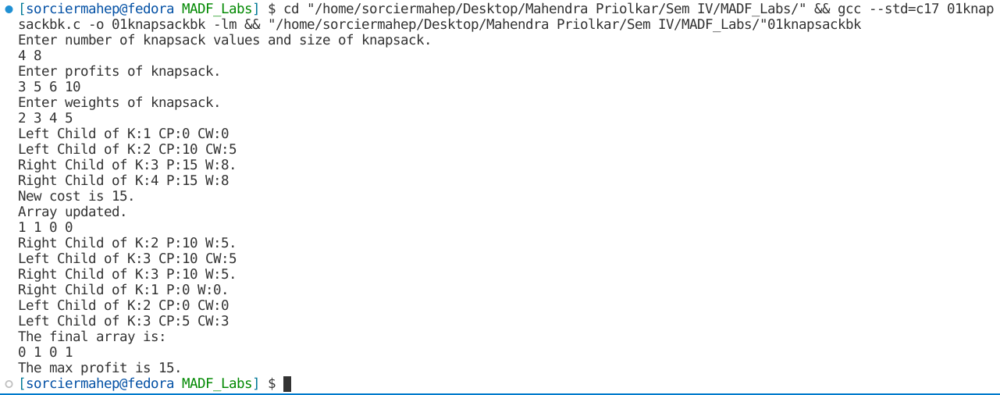 [sorciermahep@fedora MADF_Labs] $ cd "/home/sorciermahep/Desktop/Mahendra Priolkar/Sem IV/MADF_Labs/" && gcc --std=c17 01knap
sackbk.c -o 01knapsackbk -lm && "/home/sorciermahep/Desktop/Mahendra Priolkar/Sem IV/MADF_Labs/"01knapsackbk
Enter number of knapsack values and size of knapsack.
4 8
Enter profits of knapsack.
3 5 6 10
Enter weights of knapsack.
2 3 4 5
Left Child of K:1 CP:0 CW:0
Left Child of K:2 CP:10 CW:5
Right Child of K:3 P:15 W:8.
Right Child of K:4 P:15 W:8
New cost is 15.
Array updated.
1 1 0 0
Right Child of K:2 P:10 W:5.
Left Child of K:3 CP:10 CW:5
Right Child of K:3 P:10 W:5.
Right Child of K:1 P:0 W:0.
Left Child of K:2 CP:0 CW:0
Left Child of K:3 CP:5 CW:3
The final array is:
0 1 0 1
The max profit is 15.
[sorciermahep@fedora MADF_Labs] $